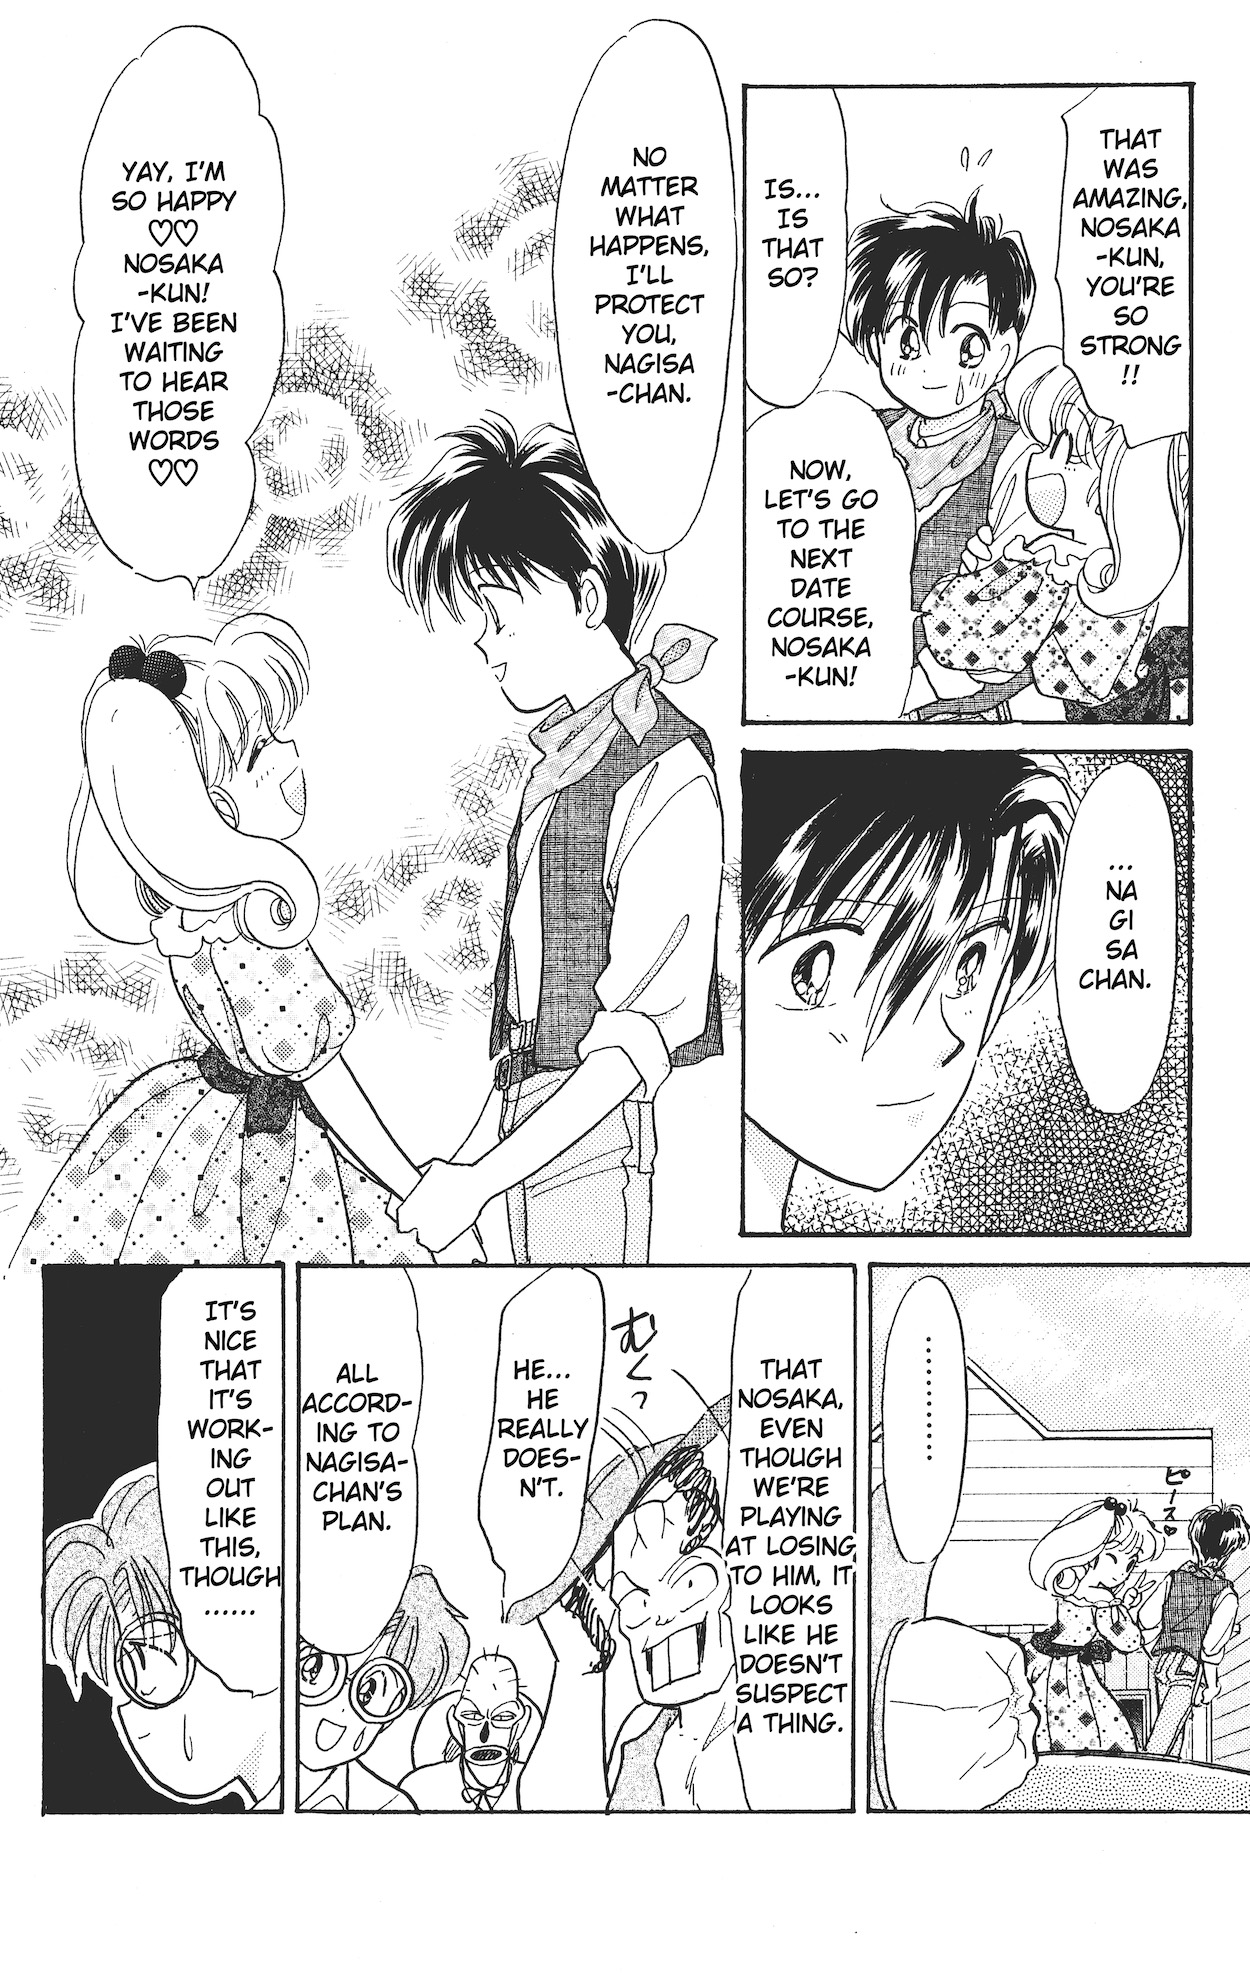 THAT
WAS
AMAZING,
NOSAKA
-KUN,
YOU'RE
SO
STRONG
!!
IS...
IS
THAT
SO?
NOW,
LET'S GO
TO THE
NEXT
DATE
COURSE,
NOSAKA
-KUN!
...
NA
GI
SA
CHAN.
NO
MATTER
WHAT
HAPPENS,
I'LL
PROTECT
YOU,
NAGISA
-CHAN.
YAY, I'M
SO HAPPY
♡♡
NOSAKA
-KUN!
I'VE BEEN
WAITING
TO HEAR
THOSE
WORDS
♡♡
.........
ピース♥
THAT
NOSAKA,
EVEN
THOUGH
WE'RE
PLAYING
AT LOSING
TO HIM, IT
LOOKS
LIKE HE
DOESN'T
SUSPECT
A THING.
むくっ
HE...
HE
REALLY
DOES-
N'T.
ALL
ACCORD-
ING TO
NAGISA-
CHAN'S
PLAN.
IT'S
NICE
THAT
IT'S
WORK-
ING
OUT
LIKE
THIS,
THOUGH
......